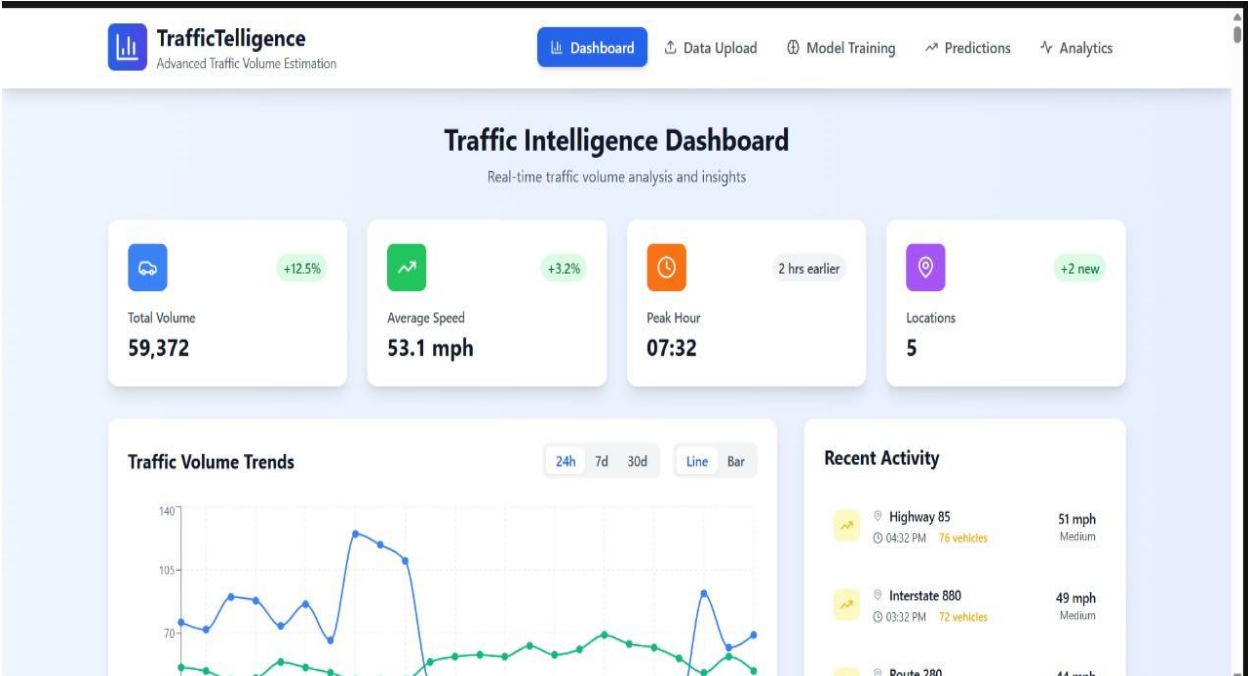 TrafficTelligence
Advanced Traffic Volume Estimation
Dashboard
Data Upload
Model Training
Predictions
Analytics
Traffic Intelligence Dashboard
Real-time traffic volume analysis and insights
+12.5%
Total Volume
59,372
+3.2%
Average Speed
53.1 mph
2 hrs earlier
Peak Hour
07:32
+2 new
Locations
5
Traffic Volume Trends
24h 7d 30d
Line Bar
140
105
70
Recent Activity
Highway 85
51 mph
04:32 PM 76 vehicles
Medium
Interstate 880
49 mph
03:32 PM 72 vehicles
Medium
Route 280
44 mph